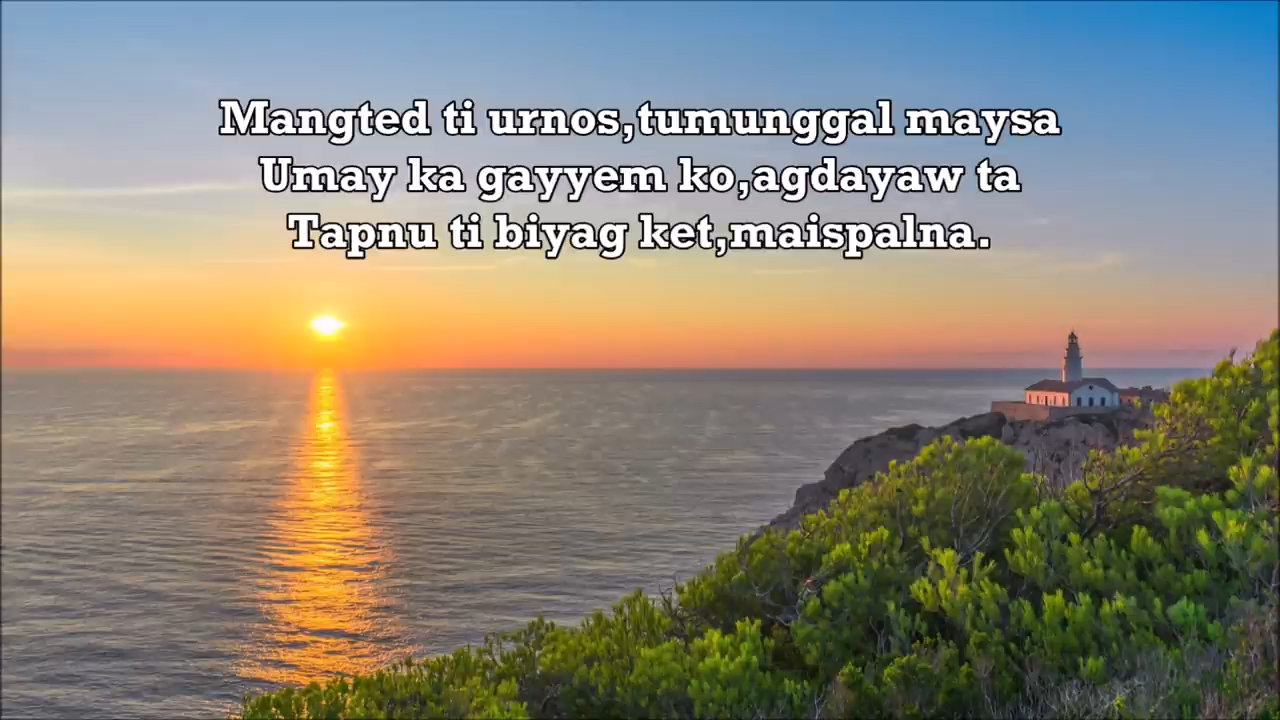 Mangted ti urnos,tumunggal maysa
Umay ka gayyem ko,agdayaw ta
Tapnu ti biyag ket,maispalna.